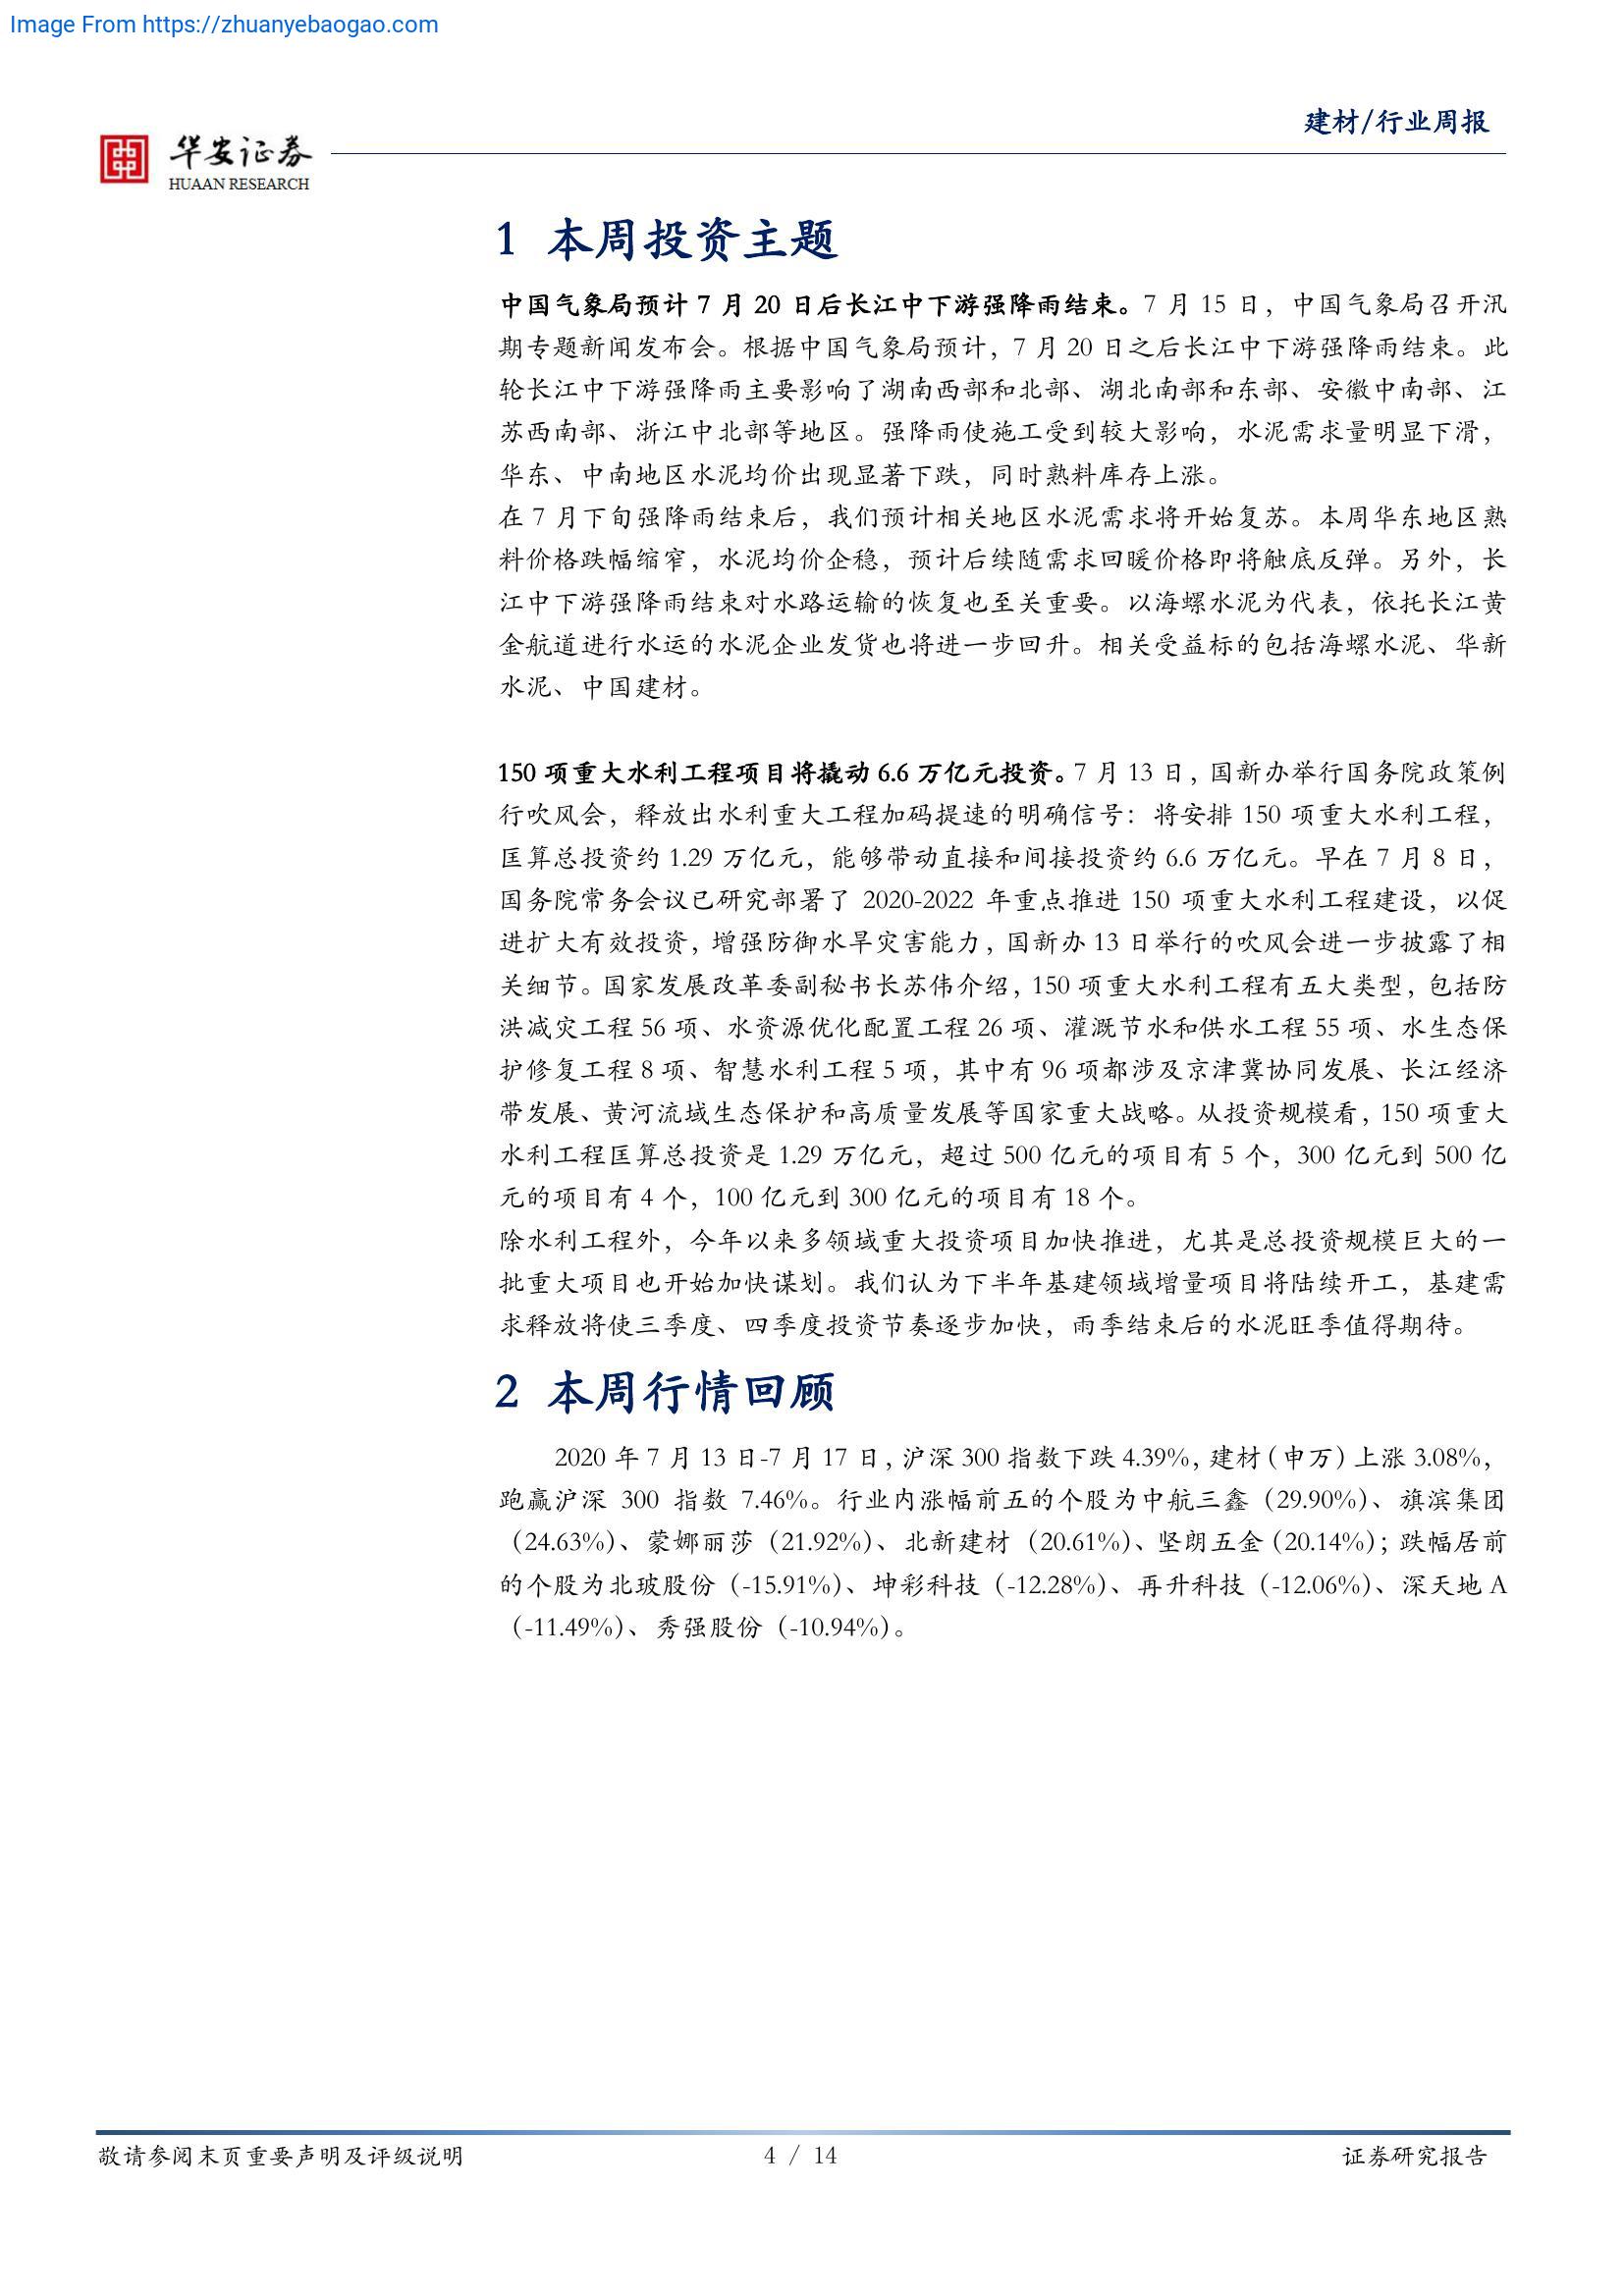 Image From https://zhuanyebaogao.com
建材/行业周报
华安证券
HUAAN RESEARCH
1 本周投资主题
中国气象局预计 7 月 20 日后长江中下游强降雨结束。7 月 15 日，中国气象局召开汛
期专题新闻发布会。根据中国气象局预计，7 月 20 日之后长江中下游强降雨结束。此
轮长江中下游强降雨主要影响了湖南西部和北部、湖北南部和东部、安徽中南部、江
苏西南部、浙江中北部等地区。强降雨使施工受到较大影响，水泥需求量明显下滑，
华东、中南地区水泥均价出现显著下跌，同时熟料库存上涨。
在 7 月下旬强降雨结束后，我们预计相关地区水泥需求将开始复苏。本周华东地区熟
料价格跌幅缩窄，水泥均价企稳，预计后续随需求回暖价格即将触底反弹。另外，长
江中下游强降雨结束对水路运输的恢复也至关重要。以海螺水泥为代表，依托长江黄
金航道进行水运的水泥企业发货也将进一步回升。相关受益标的包括海螺水泥、华新
水泥、中国建材。
150 项重大水利工程项目将撬动 6.6 万亿元投资。7 月 13 日，国新办举行国务院政策例
行吹风会，释放出水利重大工程加码提速的明确信号：将安排 150 项重大水利工程，
匡算总投资约 1.29 万亿元，能够带动直接和间接投资约 6.6 万亿元。早在 7 月 8 日，
国务院常务会议已研究部署了 2020-2022 年重点推进 150 项重大水利工程建设，以促
进扩大有效投资，增强防御水旱灾害能力，国新办 13 日举行的吹风会进一步披露了相
关细节。国家发展改革委副秘书长苏伟介绍，150 项重大水利工程有五大类型，包括防
洪减灾工程 56 项、水资源优化配置工程 26 项、灌溉节水和供水工程 55 项、水生态保
护修复工程 8 项、智慧水利工程 5 项，其中有 96 项都涉及京津冀协同发展、长江经济
带发展、黄河流域生态保护和高质量发展等国家重大战略。从投资规模看，150 项重大
水利工程匡算总投资是 1.29 万亿元，超过 500 亿元的项目有 5 个，300 亿元到 500 亿
元的项目有 4 个，100 亿元到 300 亿元的项目有 18 个。
除水利工程外，今年以来多领域重大投资项目加快推进，尤其是总投资规模巨大的一
批重大项目也开始加快谋划。我们认为下半年基建领域增量项目将陆续开工，基建需
求释放将使三季度、四季度投资节奏逐步加快，雨季结束后的水泥旺季值得期待。
2 本周行情回顾
2020 年 7 月 13 日-7 月 17 日，沪深 300 指数下跌 4.39%，建材（申万）上涨 3.08%，
跑赢沪深 300 指数 7.46%。行业内涨幅前五的个股为中航三鑫（29.90%）、旗滨集团
（24.63%）、蒙娜丽莎（21.92%）、北新建材（20.61%）、坚朗五金（20.14%）；跌幅居前
的个股为北玻股份（-15.91%）、坤彩科技（-12.28%）、再升科技（-12.06%）、深天地 A
（-11.49%）、秀强股份（-10.94%）。
敬请参阅末页重要声明及评级说明
4 / 14
证券研究报告